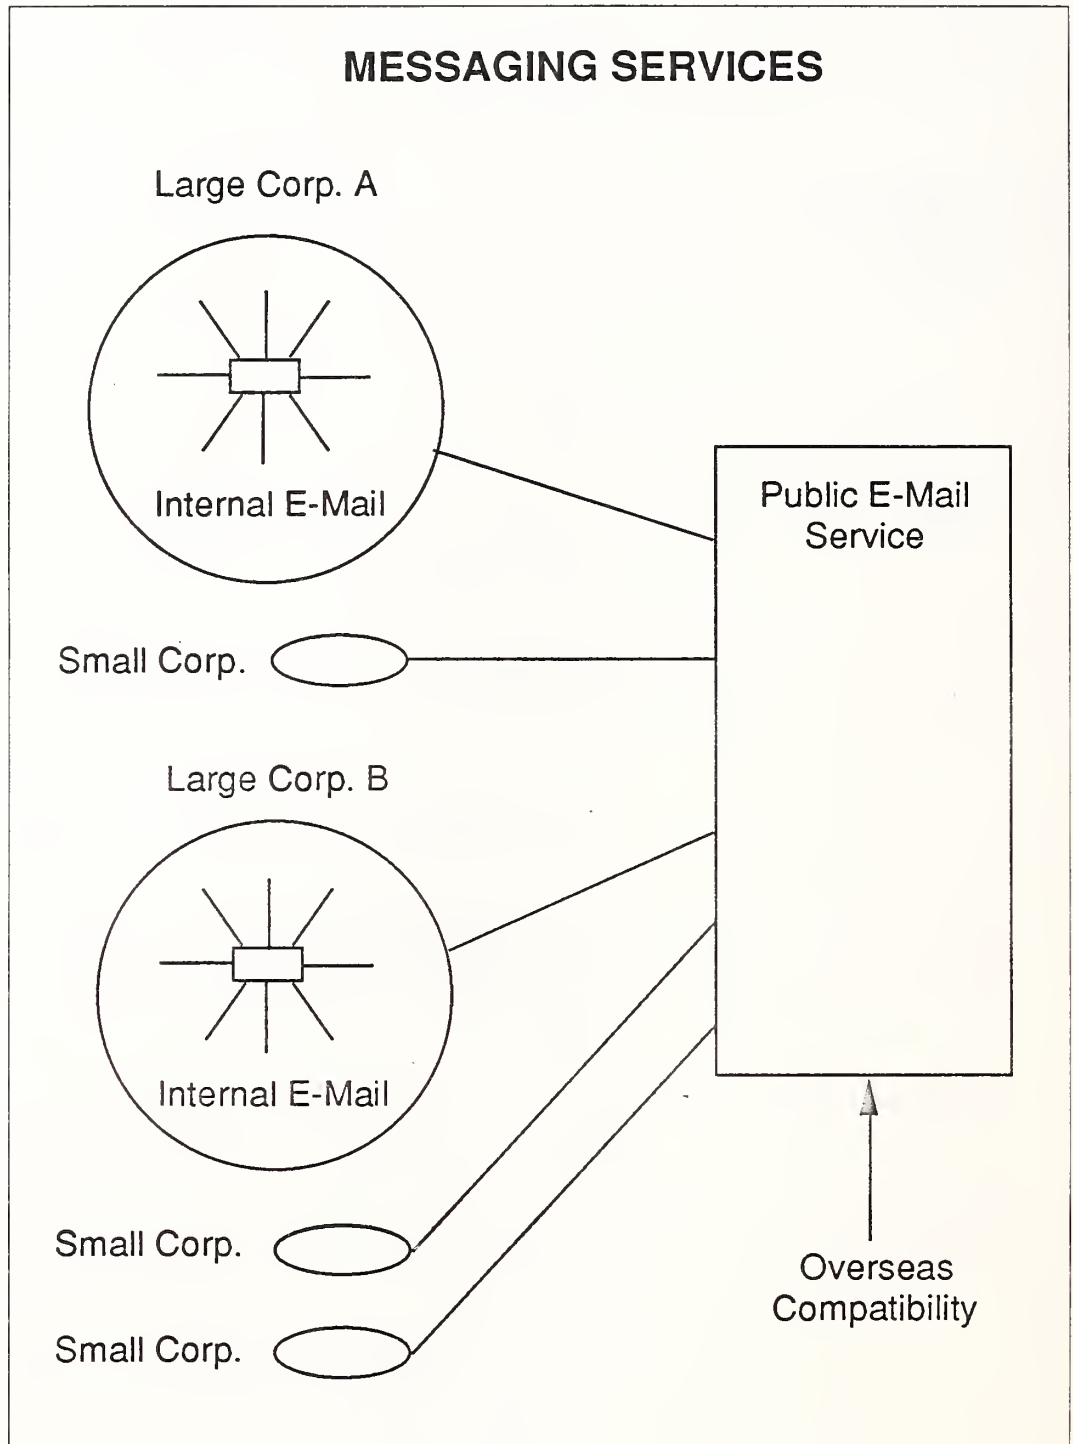 MESSAGING SERVICES
Large Corp. A
Internal E-Mail
Public E-Mail
Service
Small Corp.
Large Corp. B
Internal E-Mail
Small Corp.
Small Corp.
Overseas
Compatibility